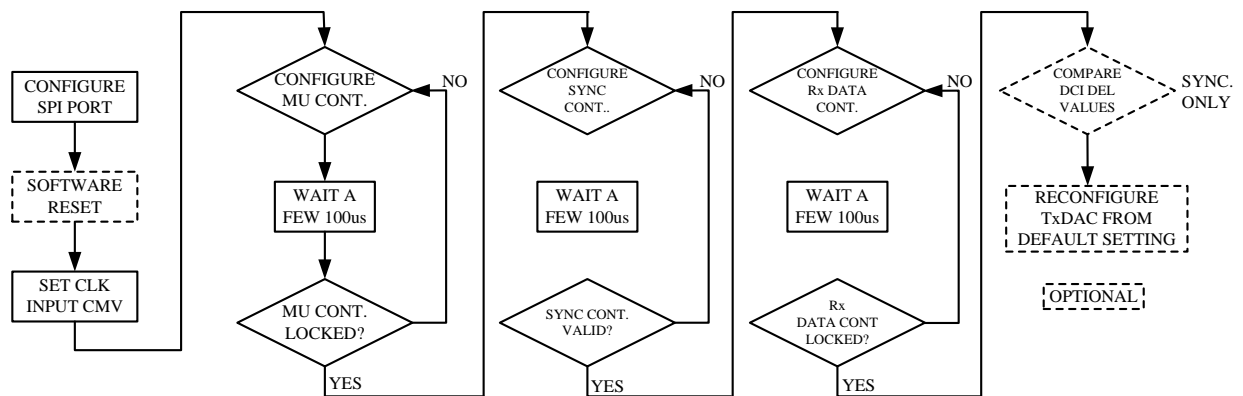 CONFIGURE
SPI PORT
SOFTWARE
RESET
SET CLK
INPUT CMV
CONFIGURE
MU CONT.
NO
WAIT A
FEW 100us
MU CONT.
LOCKED?
YES
CONFIGURE
SYNC
CONT..
NO
WAIT A
FEW 100us
SYNC CONT.
VALID?
YES
CONFIGURE
Rx DATA
CONT.
NO
WAIT A
FEW 100us
Rx
DATA CONT
LOCKED?
YES
COMPARE
DCI DEL
VALUES
SYNC.
ONLY
RECONFIGURE
TxDAC FROM
DEFAULT SETTING
OPTIONAL